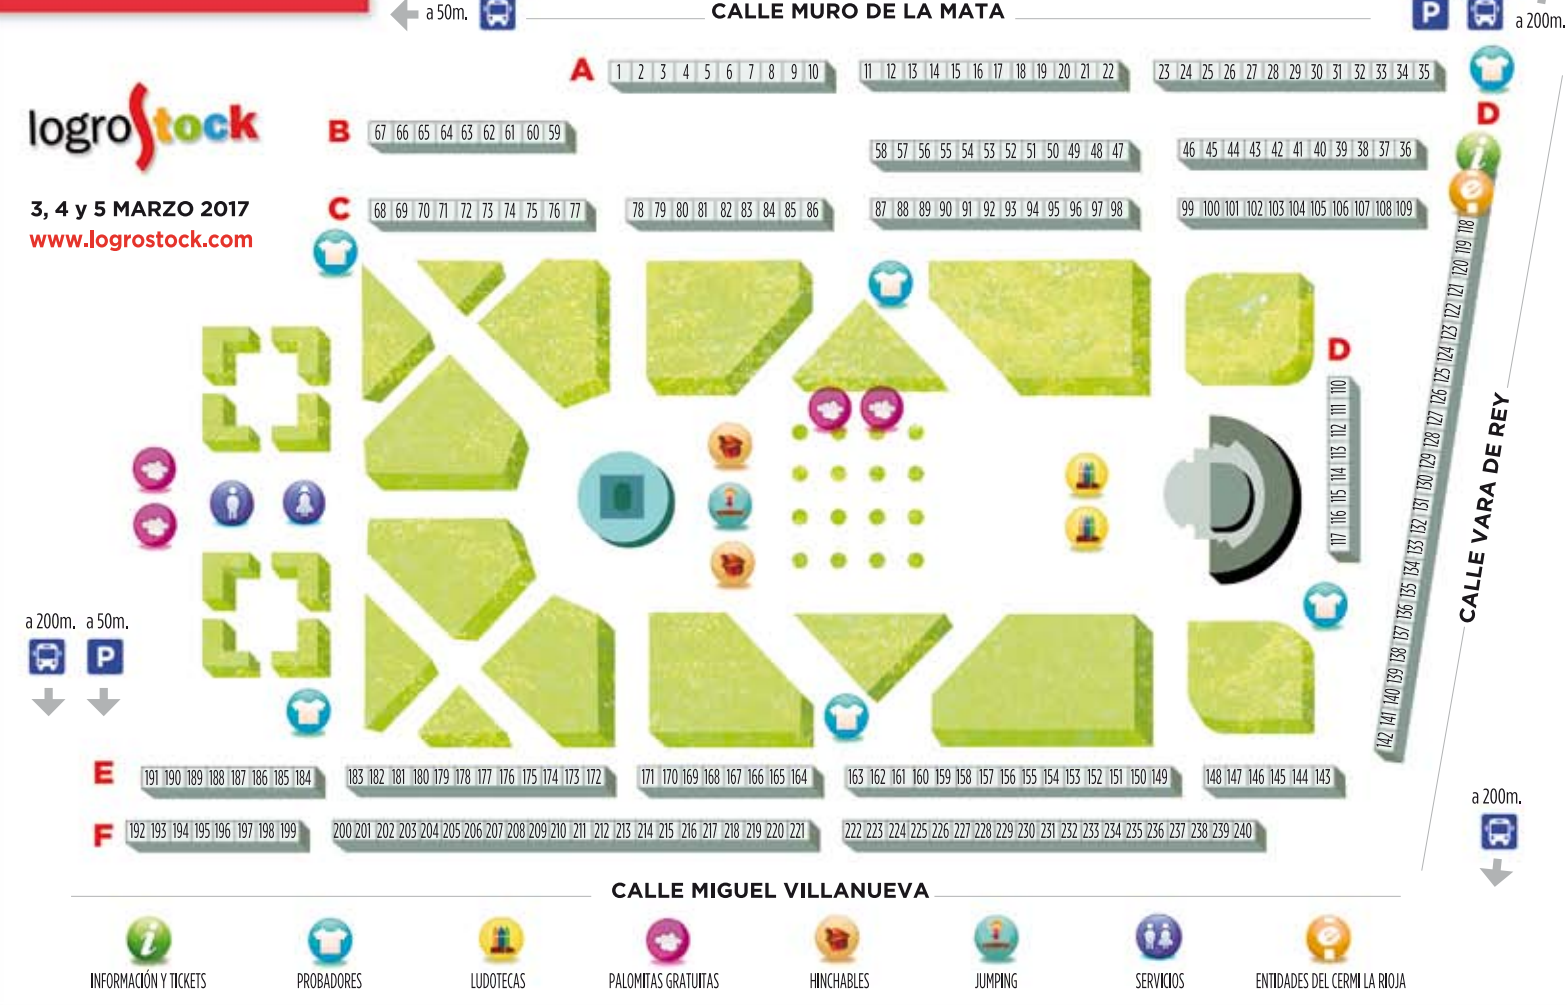 a 50m.
CALLE MURO DE LA MATA
P
a 200m.
A 1 2 3 4 5 6 7 8 9 10 11 12 13 14 15 16 17 18 19 20 21 22 23 24 25 26 27 28 29 30 31 32 33 34 35
logrostock
B 67 66 65 64 63 62 61 60 59
58 57 56 55 54 53 52 51 50 49 48 47 46 45 44 43 42 41 40 39 38 37 36
D
i
e
3, 4 y 5 MARZO 2017
www.logrostock.com
C 68 69 70 71 72 73 74 75 76 77 78 79 80 81 82 83 84 85 86 87 88 89 90 91 92 93 94 95 96 97 98 99 100 101 102 103 104 105 106 107 108 109
118 119 120 121 122 123 124 125 126 127 128 129 130 131 132 133 134 135 136 137 138 139 140 141 142
D
110 111 112 113 114 115 116 117
CALLE VARA DE REY
a 200m. a 50m.
P
E 191 190 189 188 187 186 185 184 183 182 181 180 179 178 177 176 175 174 173 172 171 170 169 168 167 166 165 164 163 162 161 160 159 158 157 156 155 154 153 152 151 150 149 148 147 146 145 144 143
a 200m.
F 192 193 194 195 196 197 198 199 200 201 202 203 204 205 206 207 208 209 210 211 212 213 214 215 216 217 218 219 220 221 222 223 224 225 226 227 228 229 230 231 232 233 234 235 236 237 238 239 240
CALLE MIGUEL VILLANUEVA
i
e
INFORMACIÓN Y TICKETS
PROBADORES
LUDOTECAS
PALOMITAS GRATUITAS
HINCHABLES
JUMPING
SERVICIOS
ENTIDADES DEL CERMI LA RIOJA